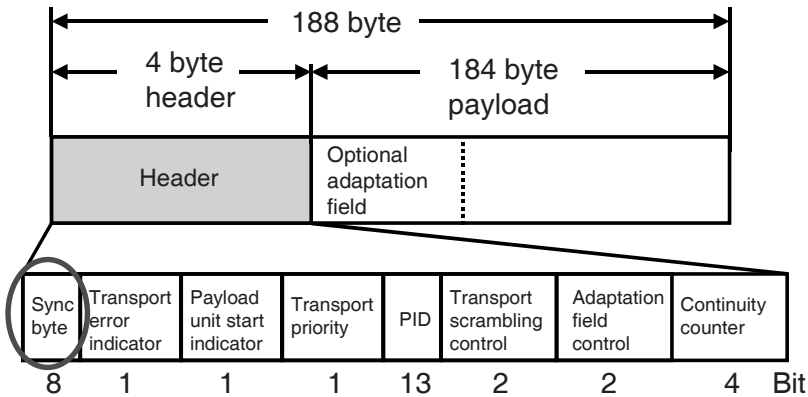 188 byte
4 byte
header
184 byte
payload
Header
Optional
adaptation
field
Sync
byte
Transport
error
indicator
Payload
unit start
indicator
Transport
priority
PID
Transport
scrambling
control
Adaptation
field
control
Continuity
counter
8 1 1 1 13 2 2 4 Bit